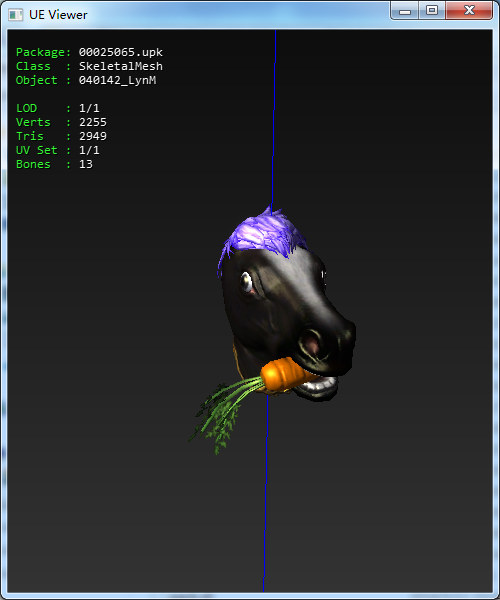 UE Viewer
Package: 00025065.upk
Class  : SkeletalMesh
Object : 040142_LynM
LOD    : 1/1
Verts  : 2255
Tris   : 2949
UV Set : 1/1
Bones  : 13